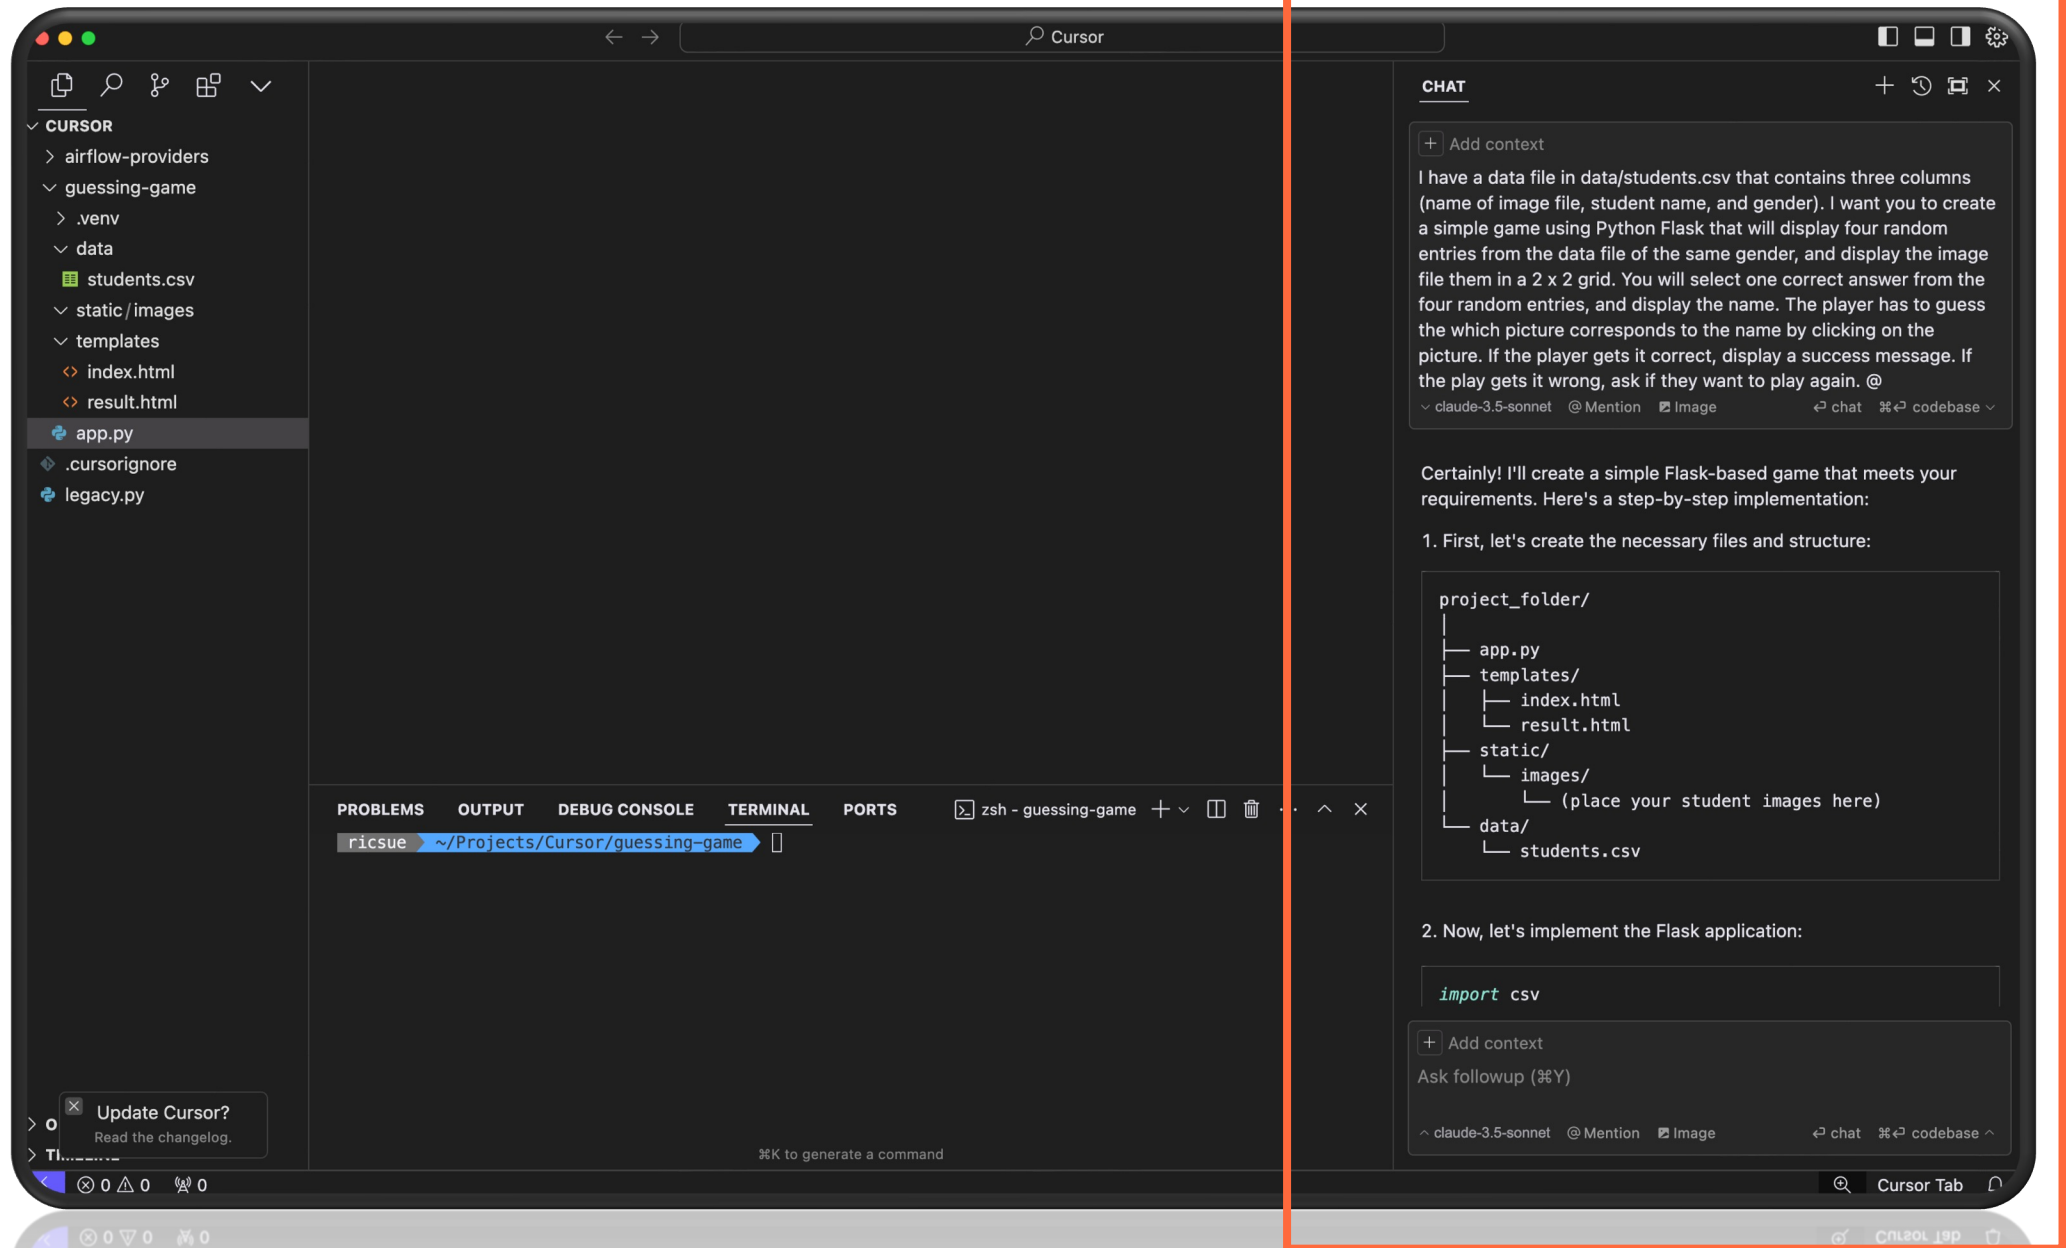 Cursor
CURSOR
airflow-providers
guessing-game
.venv
data
students.csv
static/images
templates
index.html
result.html
app.py
.cursorignore
legacy.py
O
Update Cursor?
Read the changelog.
PROBLEMS OUTPUT DEBUG CONSOLE TERMINAL PORTS zsh - guessing-game
ricsue ~/Projects/Cursor/guessing-game
⌘K to generate a command
CHAT
Add context
I have a data file in data/students.csv that contains three columns
(name of image file, student name, and gender). I want you to create
a simple game using Python Flask that will display four random
entries from the data file of the same gender, and display the image
file them in a 2 x 2 grid. You will select one correct answer from the
four random entries, and display the name. The player has to guess
the which picture corresponds to the name by clicking on the
picture. If the player gets it correct, display a success message. If
the play gets it wrong, ask if they want to play again. @
claude-3.5-sonnet @ Mention Image ⏎ chat ⌘⏎ codebase
Certainly! I'll create a simple Flask-based game that meets your
requirements. Here's a step-by-step implementation:
1. First, let's create the necessary files and structure:
project_folder/
│
├── app.py
├── templates/
│   ├── index.html
│   └── result.html
├── static/
│   └── images/
│       └── (place your student images here)
└── data/
    └── students.csv
2. Now, let's implement the Flask application:
import csv
Add context
Ask followup (⌘Y)
claude-3.5-sonnet @ Mention Image ⏎ chat ⌘⏎ codebase
0 0 0
Cursor Tab